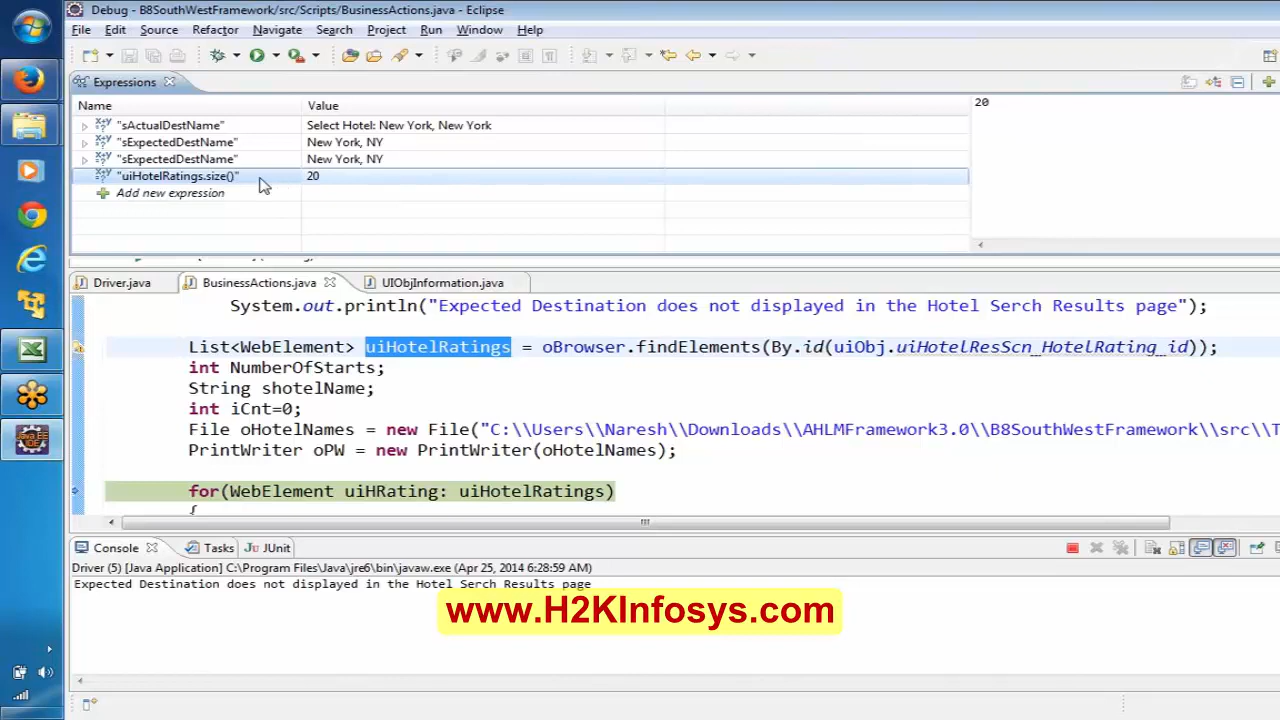 Debug - B8SouthWestFramework/src/Scripts/BusinessActions.java - Eclipse
File Edit Source Refactor Navigate Search Project Run Window Help
Expressions
Name Value
"sActualDestName" Select Hotel: New York, New York
"sExpectedDestName" New York, NY
"sExpectedDestName" New York, NY
"uiHotelRatings.size()" 20
Add new expression
20
Driver.java BusinessActions.java UIObjInformation.java
System.out.println("Expected Destination does not displayed in the Hotel Serch Results page");
List<WebElement> uiHotelRatings = oBrowser.findElements(By.id(uiObj.uiHotelResScn_HotelRating_id));
int NumberOfStarts;
String shotelName;
int iCnt=0;
File oHotelNames = new File("C:\\Users\\Naresh\\Downloads\\AHLMFramework3.0\\B8SouthWestFramework\\src\\T
PrintWriter oPW = new PrintWriter(oHotelNames);
for(WebElement uiHRating: uiHotelRatings)
{
Console Tasks JUnit
Driver (5) [Java Application] C:\Program Files\Java\jre6\bin\javaw.exe (Apr 25, 2014 6:28:59 AM)
Expected Destination does not displayed in the Hotel Serch Results page
www.H2KInfosys.com